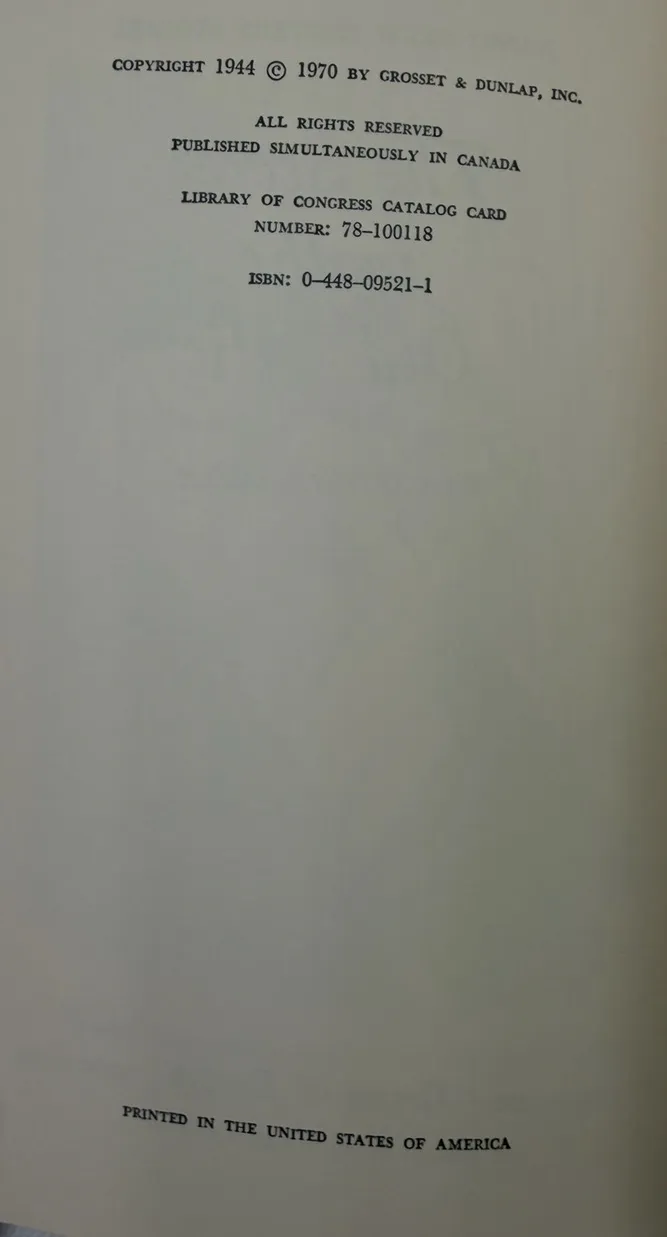 COPYRIGHT 1944 © 1970 BY GROSSET & DUNLAP, INC.
ALL RIGHTS RESERVED
PUBLISHED SIMULTANEOUSLY IN CANADA
LIBRARY OF CONGRESS CATALOG CARD
NUMBER: 78–100118
ISBN: 0–448–09521–1
PRINTED IN THE UNITED STATES OF AMERICA